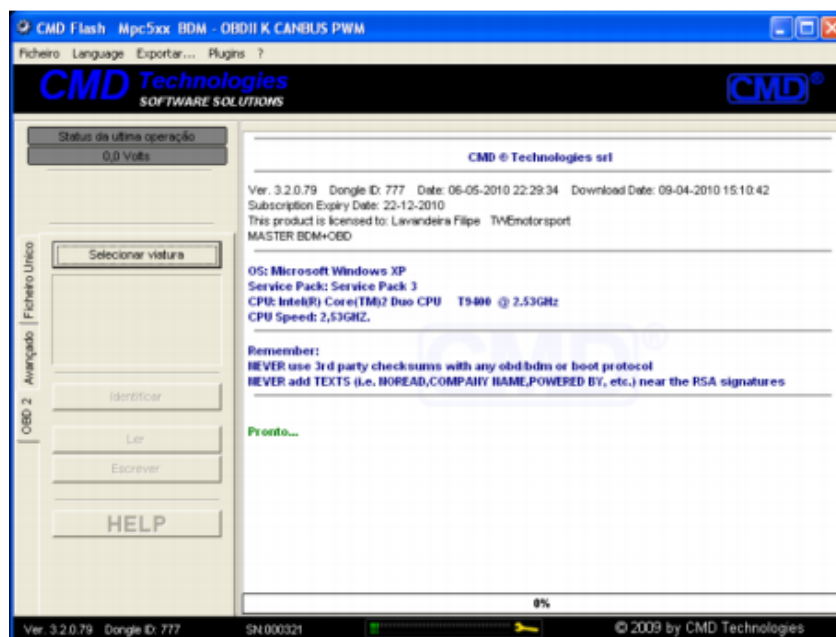 CMD Flash Mpc5xx BDM - OBDII K CANBUS PWM
Ficheiro Language Exportar... Plugins ?
CMD Technologies
SOFTWARE SOLUTIONS
CMD®
Status da ultima operação
0,0 Volts
Selecionar viatura
Ficheiro Unico
Avançado
OBD 2
Identificar
Ler
Escrever
HELP
CMD ® Technologies srl
Ver. 3.2.0.79 Dongle ID: 777 Date: 06-05-2010 22:29:34 Download Date: 09-04-2010 15:10:42
Subscription Expiry Date: 22-12-2010
This product is licensed to: Lavandeira Filipe TWEmotorsport
MASTER BDM+OBD
OS: Microsoft Windows XP
Service Pack: Service Pack 3
CPU: Intel(R) Core(TM)2 Duo CPU T9400 @ 2.53GHz
CPU Speed: 2,53GHZ.
Remember:
NEVER use 3rd party checksums with any obd/bdm or boot protocol
NEVER add TEXTS (i.e. NOREAD,COMPANY NAME,POWERED BY, etc.) near the RSA signatures
Pronto...
0%
Ver. 3.2.0.79 Dongle ID: 777 SN:000321 © 2009 by CMD Technologies